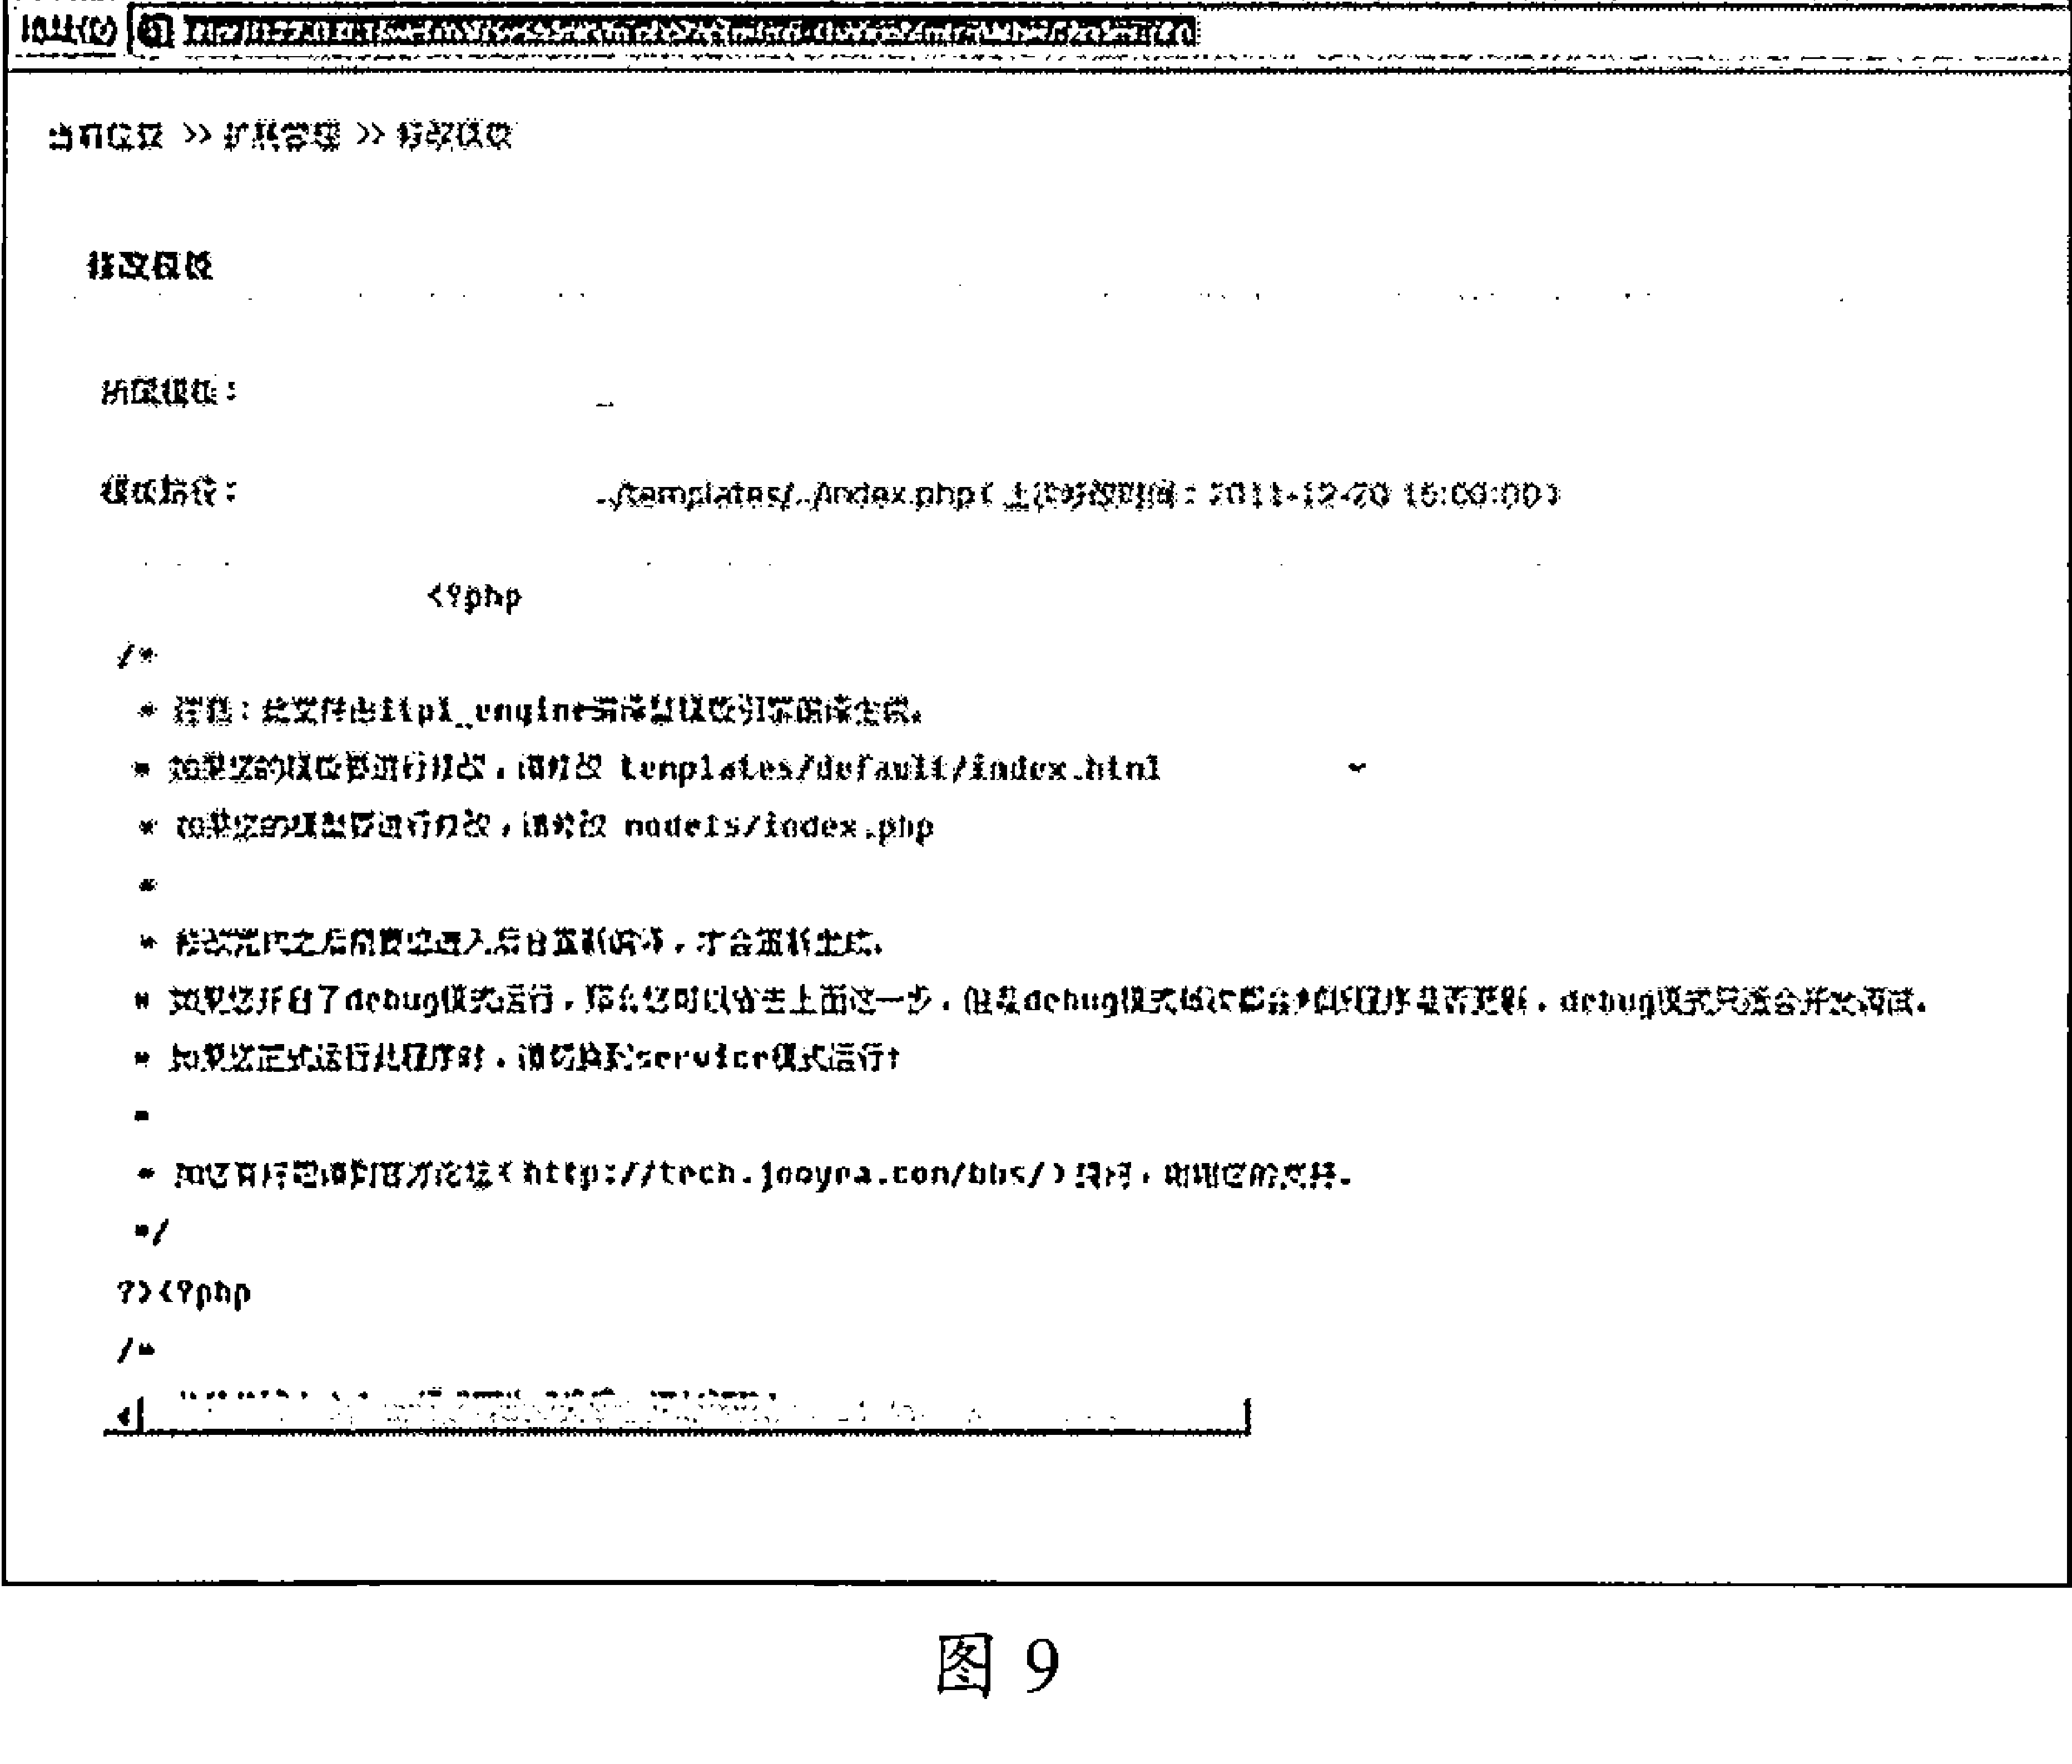 当前位置 >> 扩展管理 >> 修改模板
修改模板
所属模板：
模板路径： ../templates/../index.php( 上次修改时间：2011-12-20 16:00:00)
<?php
/*
* 注意：此文件由tpl_engine编译型模板引擎编译生成。
* 如果您的模板要进行修改，请修改 templates/default/index.html
* 如果您的模型要进行修改，请修改 models/index.php
*
* 修改完成之后需要您进入后台重新编译，才会重新生成。
* 如果您开启了debug模式运行，那么您可以省去上面这一步，但是debug模式每次都会判断程序是否更新，debug模式只适合开发调试。
* 如果您正式运行此程序时，请切换到service模式运行！
*
* 如您有问题请到官方论坛(http://tech.jooyea.com/bbs/)提问，谢谢您的支持。
*/
?><?php
/*
图 9